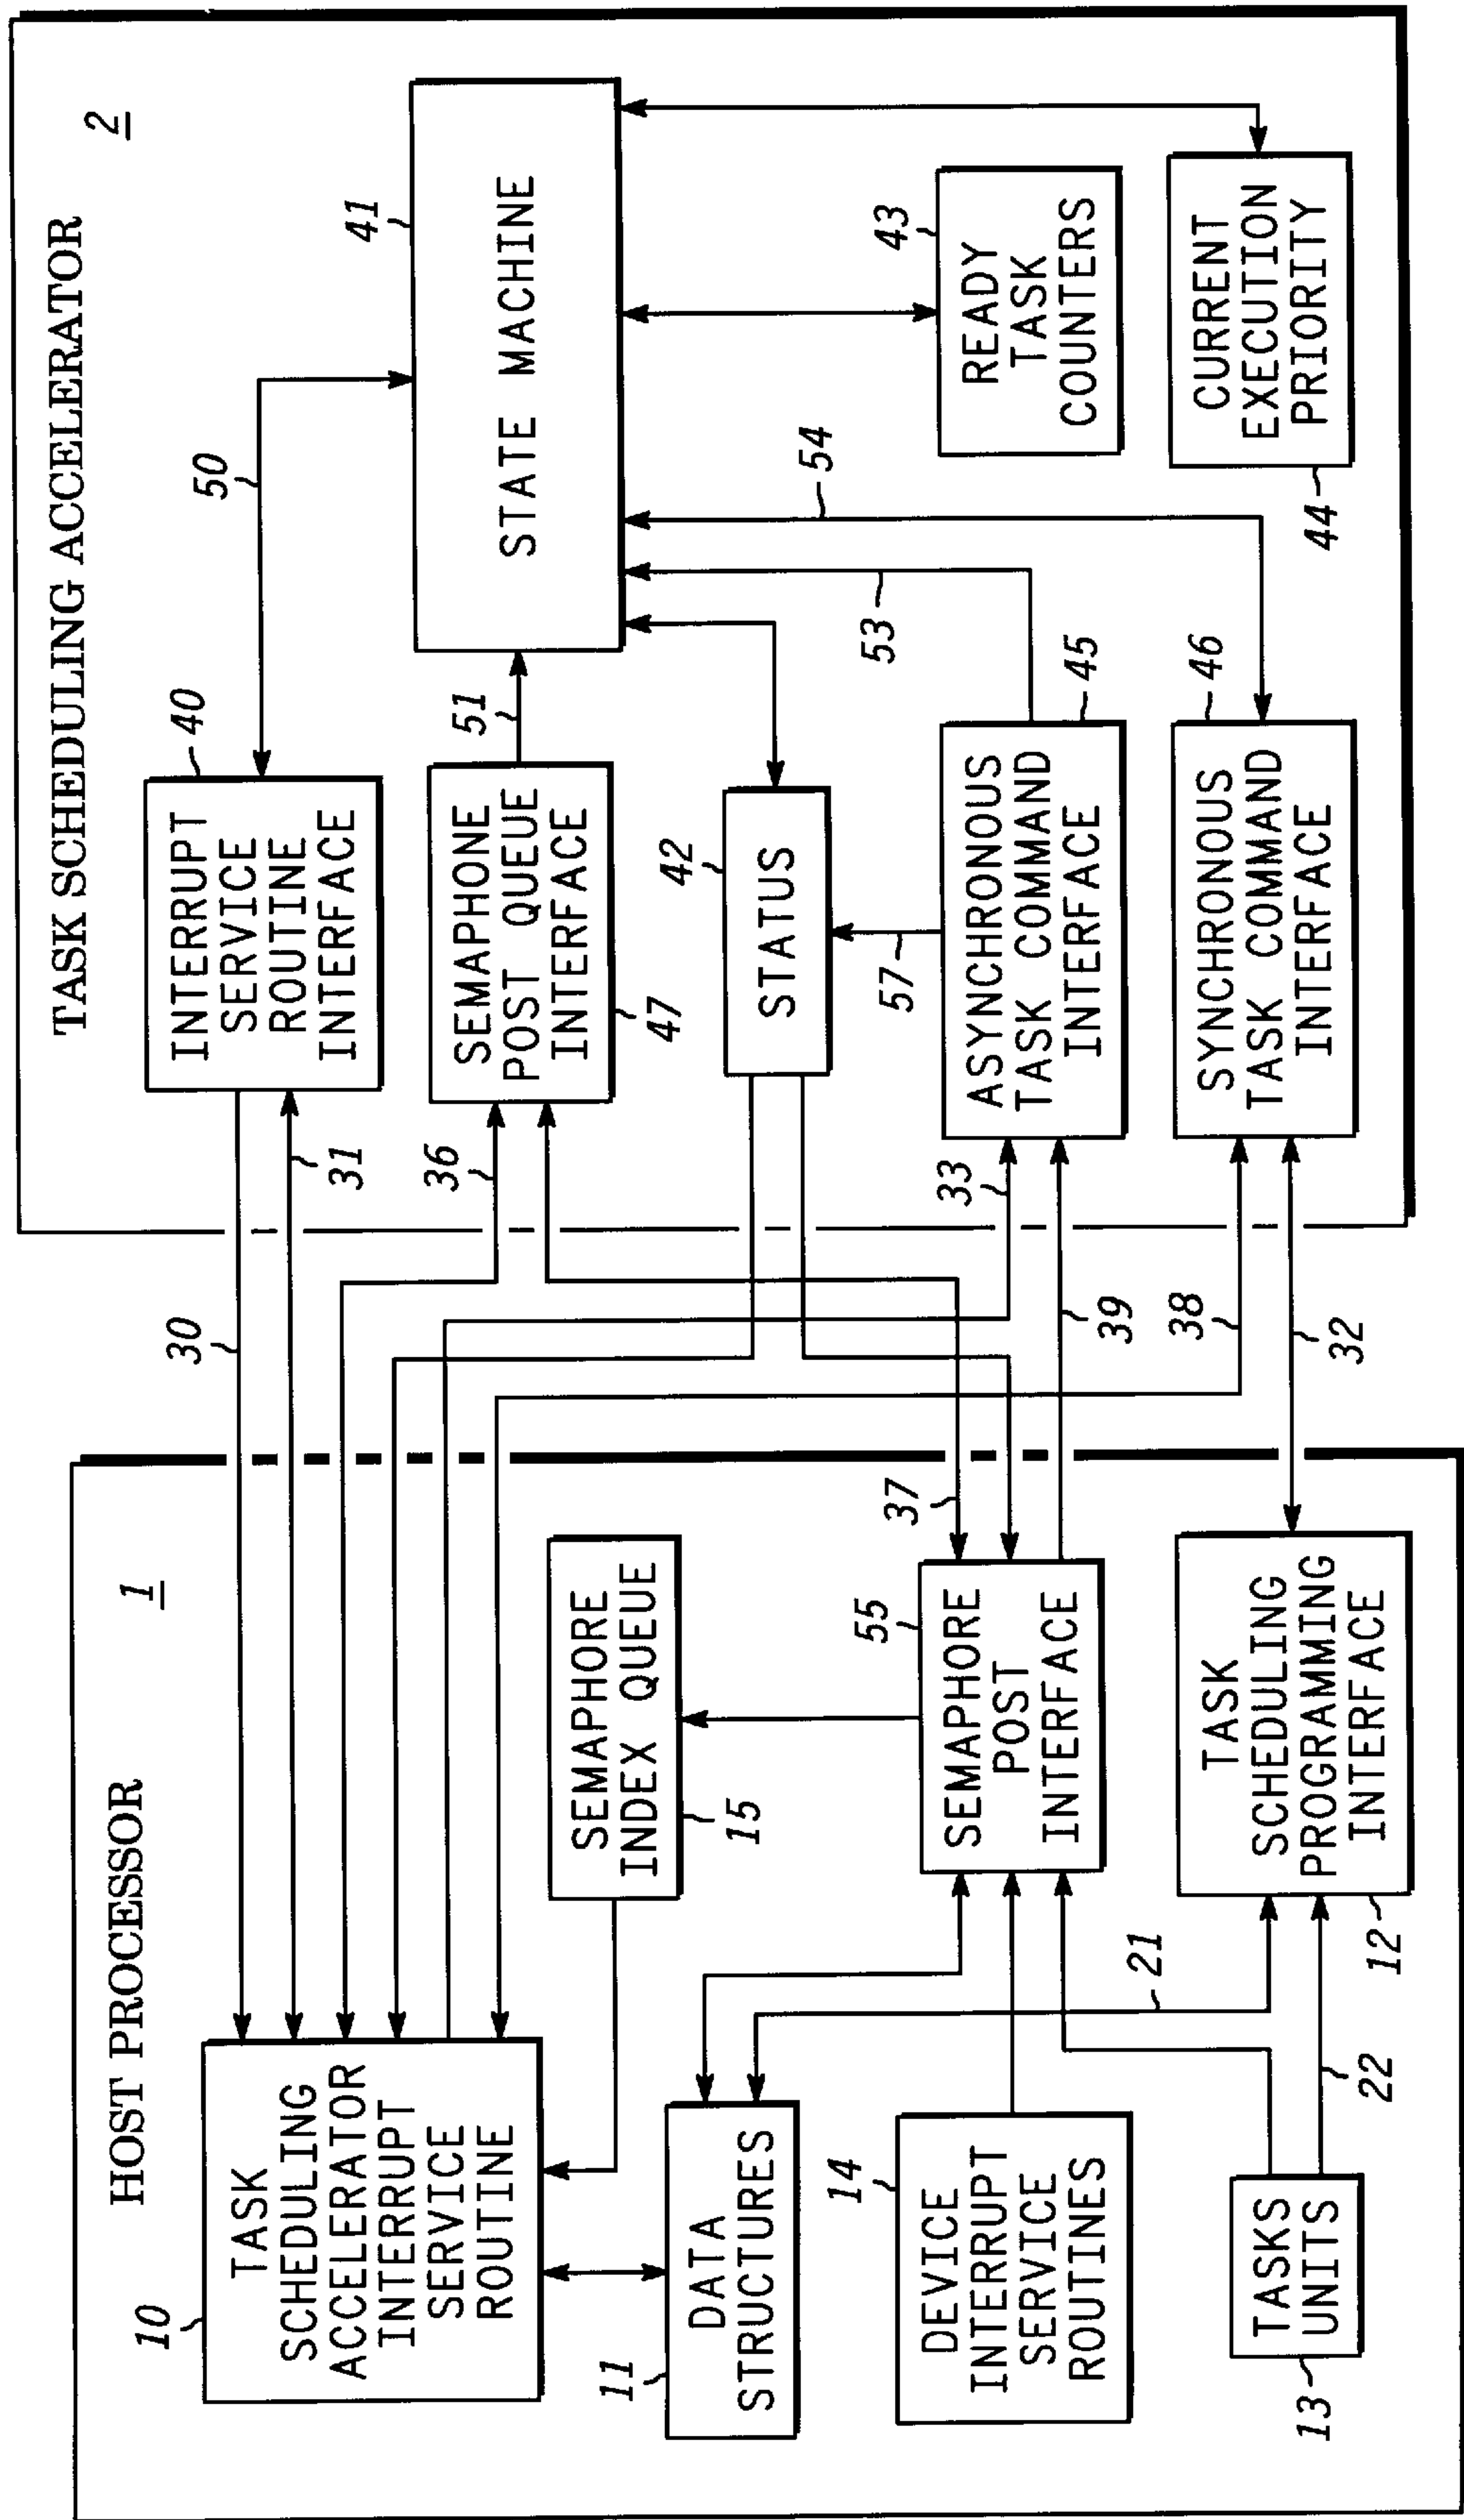 HOST PROCESSOR
1
10
TASK
SCHEDULING
ACCELERATOR
INTERRUPT
SERVICE
ROUTINE
11
DATA
STRUCTURES
14
DEVICE
INTERRUPT
SERVICE
ROUTINES
13
TASKS
UNITS
22
21
SEMAPHORE
INDEX QUEUE
15
55
SEMAPHORE
POST
INTERFACE
37
TASK
SCHEDULING
PROGRAMMING
INTERFACE
12
30
31
36
33
39
38
32
TASK SCHEDULING ACCELERATOR
2
INTERRUPT
SERVICE
ROUTINE
INTERFACE
40
50
SEMAPHONE
POST QUEUE
INTERFACE
47
51
STATUS
42
57
ASYNCHRONOUS
TASK COMMAND
INTERFACE
45
53
SYNCHRONOUS
TASK COMMAND
INTERFACE
46
54
STATE MACHINE
41
READY
TASK
COUNTERS
43
CURRENT
EXECUTION
PRIORITY
44